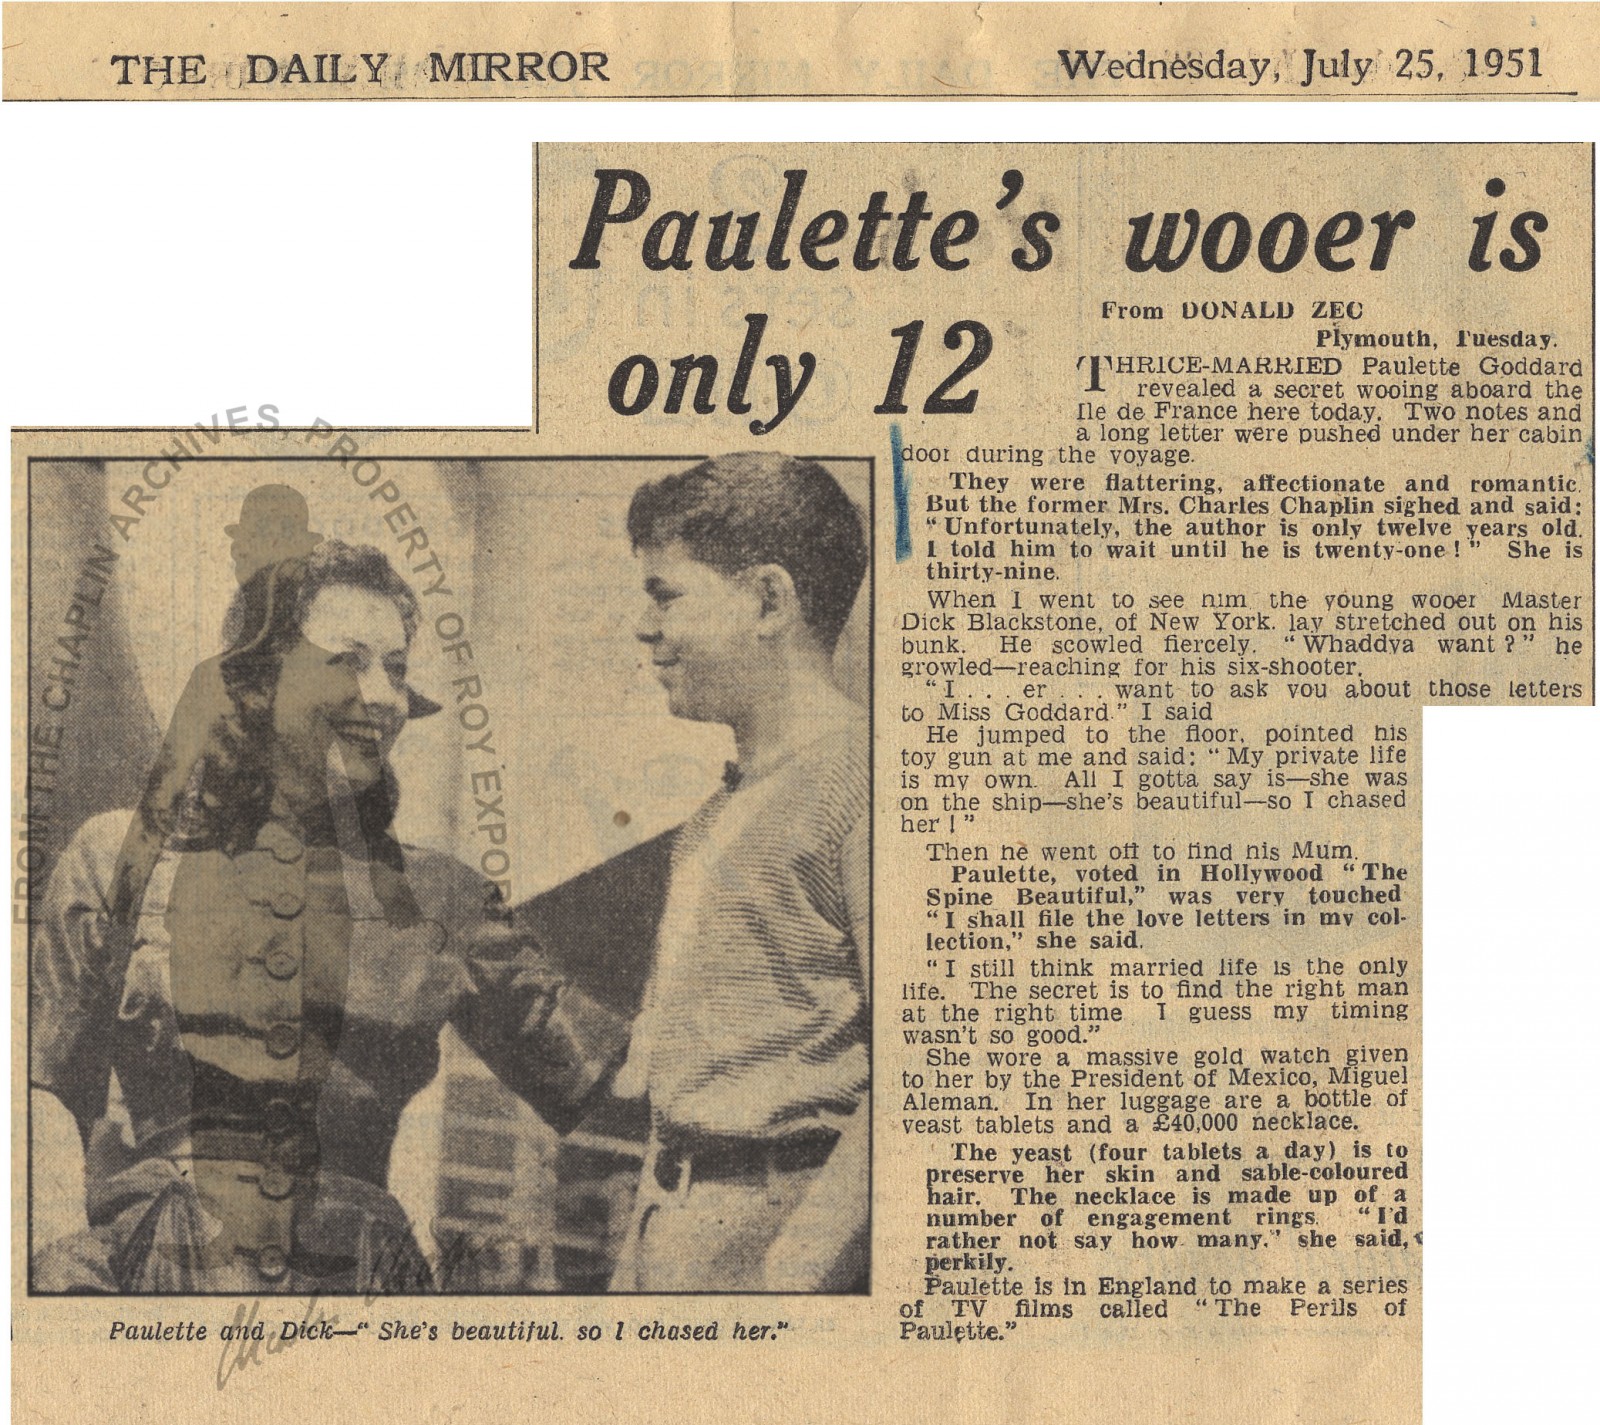 THE DAILY MIRROR
Wednesday, July 25, 1951
Paulette's wooer is
only 12
From DONALD ZEC
Plymouth, Tuesday.
THRICE-MARRIED Paulette Goddard
revealed a secret wooing aboard the
Ile de France here today. Two notes and
a long letter were pushed under her cabin
door during the voyage.
They were flattering, affectionate and romantic.
But the former Mrs. Charles Chaplin sighed and said:
“Unfortunately, the author is only twelve years old.
I told him to wait until he is twenty-one!” She is
thirty-nine.
When I went to see him the young wooer Master
Dick Blackstone, of New York. lay stretched out on his
bunk. He scowled fiercely. “Whaddya want?” he
growled—reaching for his six-shooter.
“I . . . er . . . want to ask you about those letters
to Miss Goddard.” I said
He jumped to the floor, pointed his
toy gun at me and said: “My private life
is my own. All I gotta say is—she was
on the ship—she's beautiful—so I chased
her!”
Then he went off to find his Mum.
Paulette, voted in Hollywood “The
Spine Beautiful,” was very touched
“I shall file the love letters in my col-
lection,” she said.
“I still think married life is the only
life. The secret is to find the right man
at the right time I guess my timing
wasn't so good.”
She wore a massive gold watch given
to her by the President of Mexico, Miguel
Aleman. In her luggage are a bottle of
yeast tablets and a £40,000 necklace.
The yeast (four tablets a day) is to
preserve her skin and sable-coloured
hair. The necklace is made up of a
number of engagement rings. “I'd
rather not say how many.” she said,
perkily.
Paulette is in England to make a series
of TV films called “The Perils of
Paulette.”
Paulette and Dick—“She's beautiful. so I chased her.”
FROM THE CHAPLIN ARCHIVES, PROPERTY OF ROY EXPORT